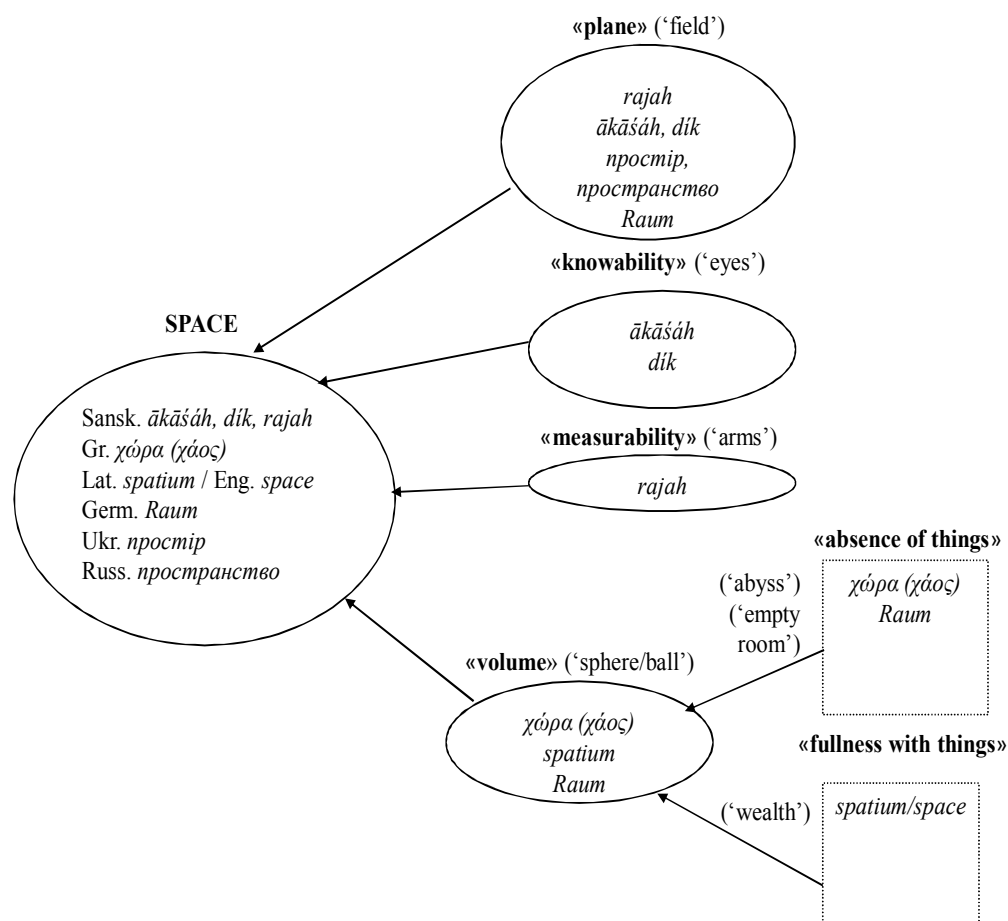 «plane» (‘field’)
rajah
ākāśáh, dík
простір,
пространство
Raum
«knowability» (‘eyes’)
ākāśáh
dík
SPACE
Sansk. ākāśáh, dík, rajah
Gr. χώρα (χάος)
Lat. spatium / Eng. space
Germ. Raum
Ukr. простір
Russ. пространство
«measurability» (‘arms’)
rajah
«absence of things»
χώρα (χάος)
Raum
(‘abyss’)
(‘empty
room’)
«volume» (‘sphere/ball’)
χώρα (χάος)
spatium
Raum
«fullness with things»
(‘wealth’)
spatium/space